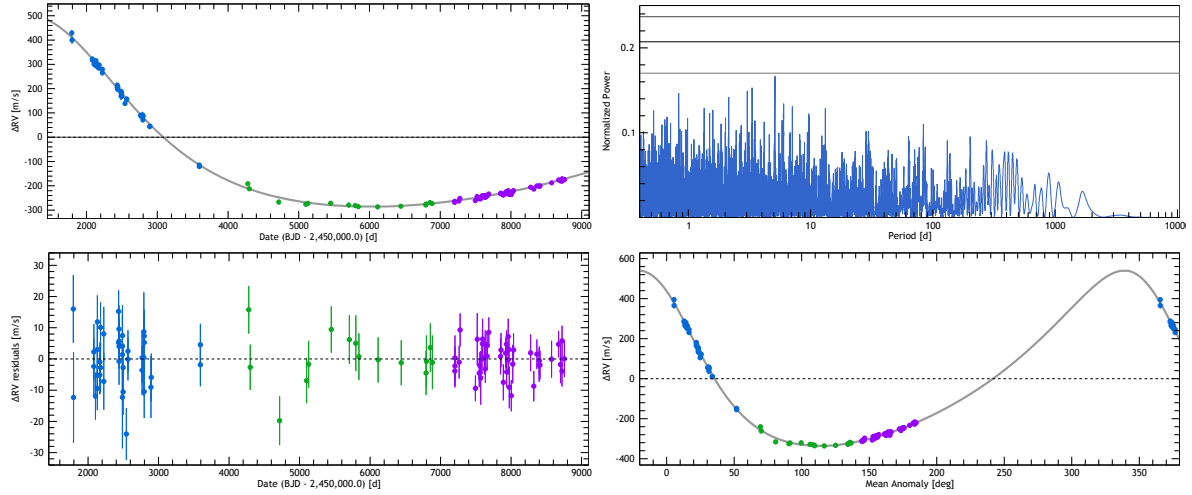 500
400
300
200
100
0
-100
-200
-300
ΔRV [m/s]
2000 3000 4000 5000 6000 7000 8000 9000
Date (BJD - 2,450,000.0) [d]
0.2
0.1
Normalized Power
1 10 100 1000 1000
Period [d]
30
20
10
0
-10
-20
-30
ΔRV residuals [m/s]
2000 3000 4000 5000 6000 7000 8000 9000
Date (BJD - 2,450,000.0) [d]
600
400
200
0
-200
-400
ΔRV [m/s]
0 50 100 150 200 250 300 350
Mean Anomaly [deg]